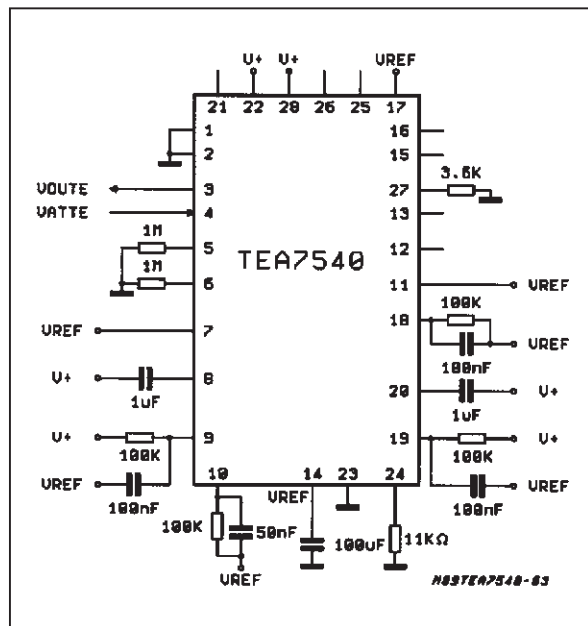 V+ V+ VREF
21 22 28 26 25 17
1 16
2 15
3.6K
VOUTE 3 27
VATTE 4 13
1M
5 12
TEA7540
1M
6 11 VREF
100K
VREF 7 18
VREF
100nF
V+ 8 20 V+
1uF 1uF
V+ 9 19 V+
100K 100K
VREF VREF
100nF 100nF
10 14 23 24
VREF
100K 50nF 100uF 11KΩ
VREF
M88TEA7540-03